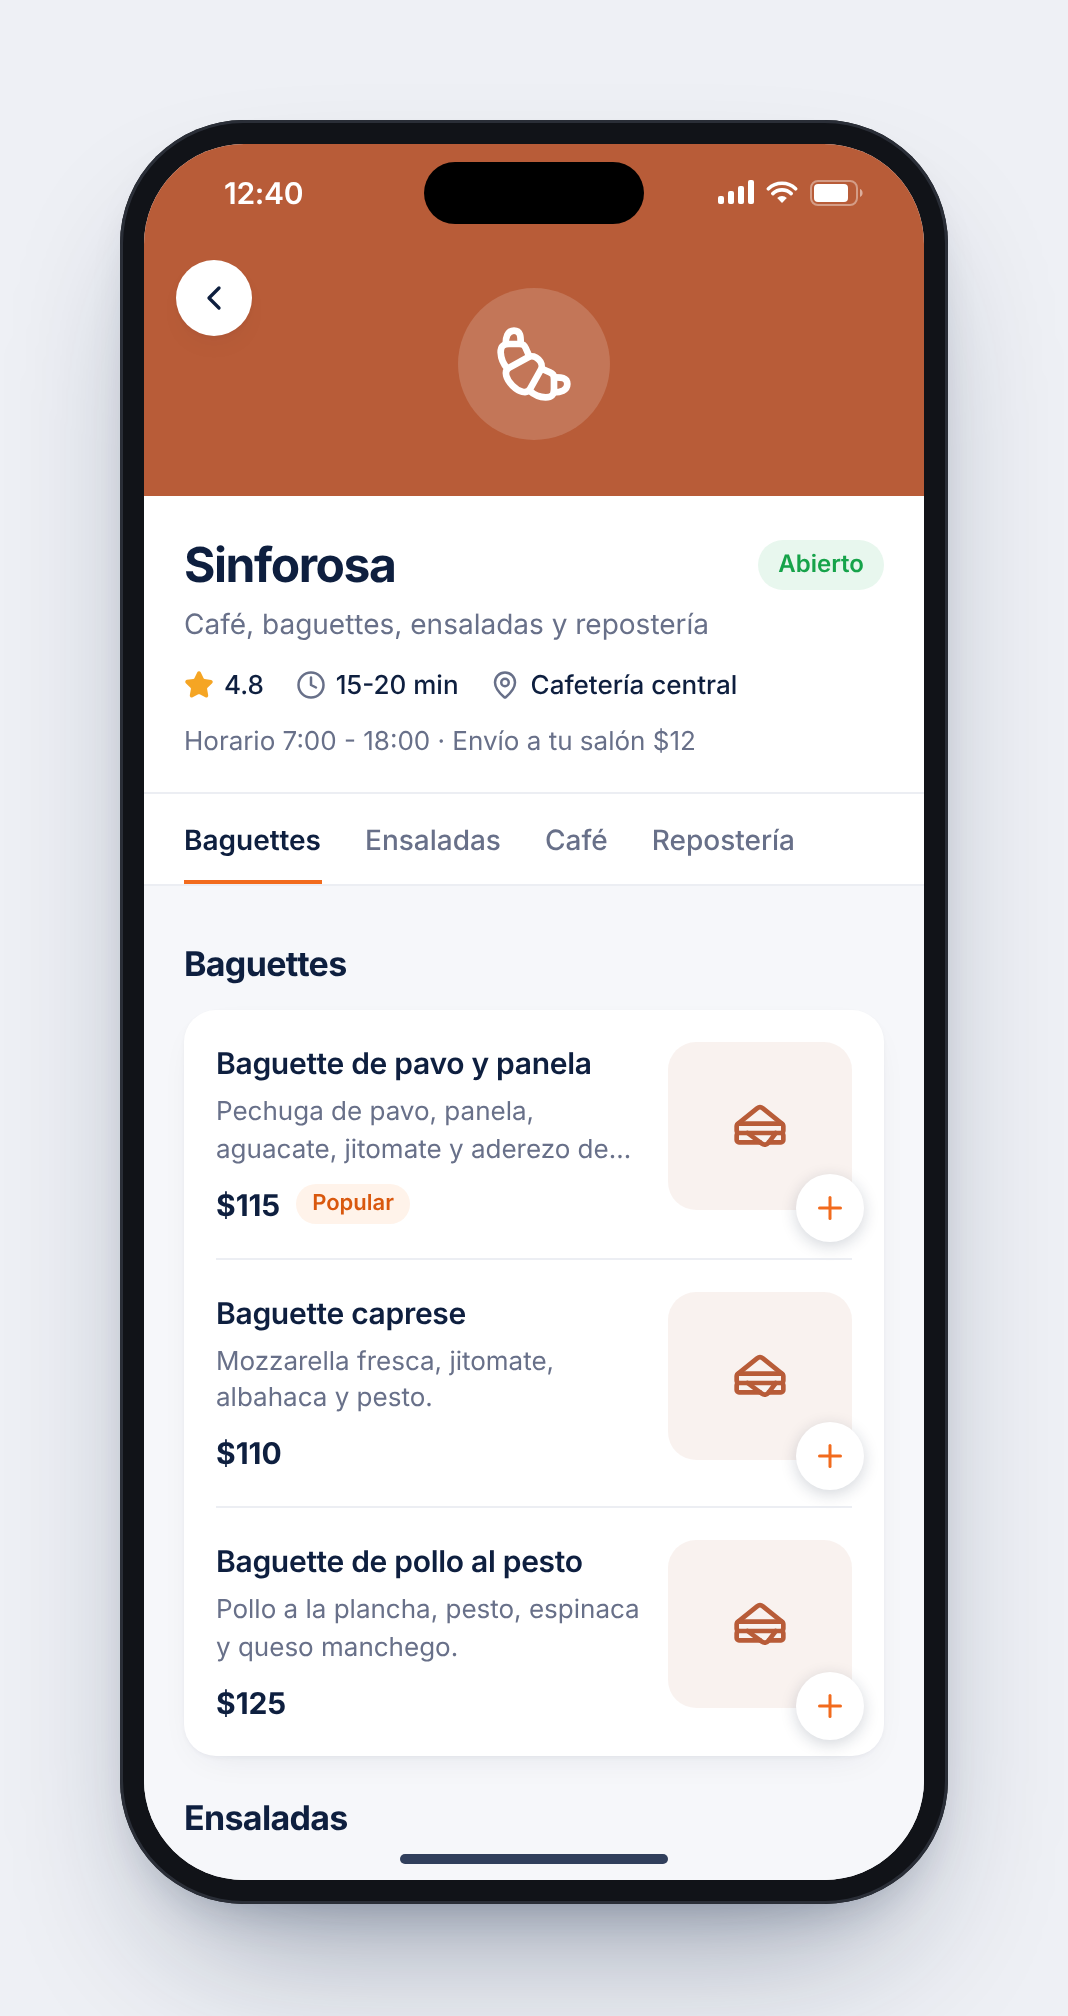 12:40
Sinforosa
Abierto
Café, baguettes, ensaladas y repostería
4.8
15-20 min
Cafetería central
Horario 7:00 - 18:00 · Envío a tu salón $12
Baguettes
Ensaladas
Café
Repostería
Baguettes
Baguette de pavo y panela
Pechuga de pavo, panela,
aguacate, jitomate y aderezo de...
$115
Popular
Baguette caprese
Mozzarella fresca, jitomate,
albahaca y pesto.
$110
Baguette de pollo al pesto
Pollo a la plancha, pesto, espinaca
y queso manchego.
$125
Ensaladas